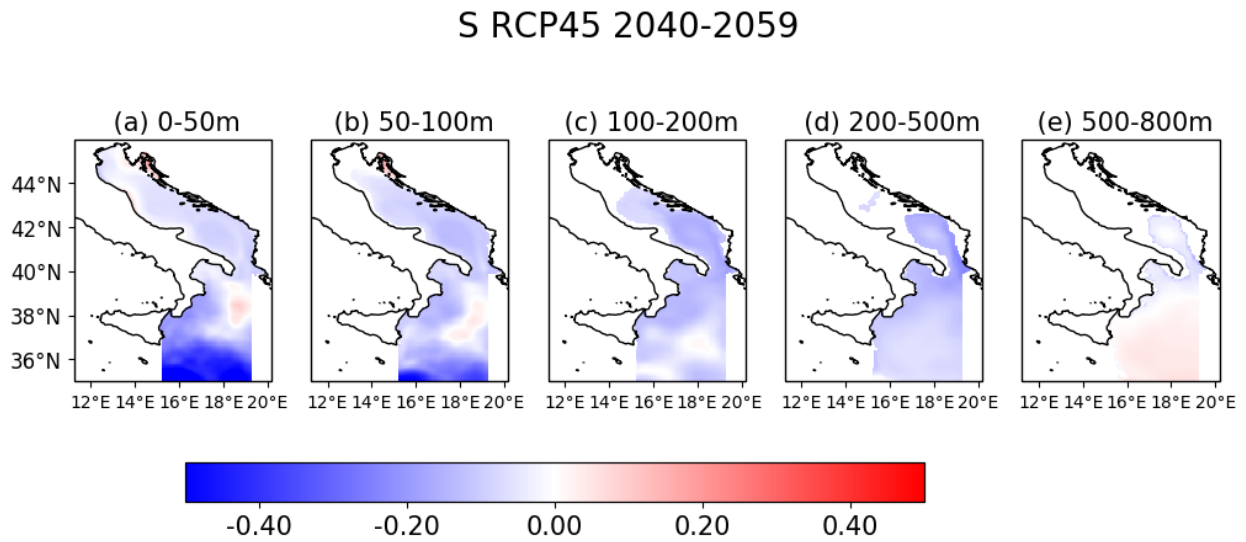 S RCP45 2040-2059
(a) 0-50m
(b) 50-100m
(c) 100-200m
(d) 200-500m
(e) 500-800m
44°N
42°N
40°N
38°N
36°N
12°E 14°E 16°E 18°E 20°E
12°E 14°E 16°E 18°E 20°E
12°E 14°E 16°E 18°E 20°E
12°E 14°E 16°E 18°E 20°E
12°E 14°E 16°E 18°E 20°E
-0.40 -0.20 0.00 0.20 0.40